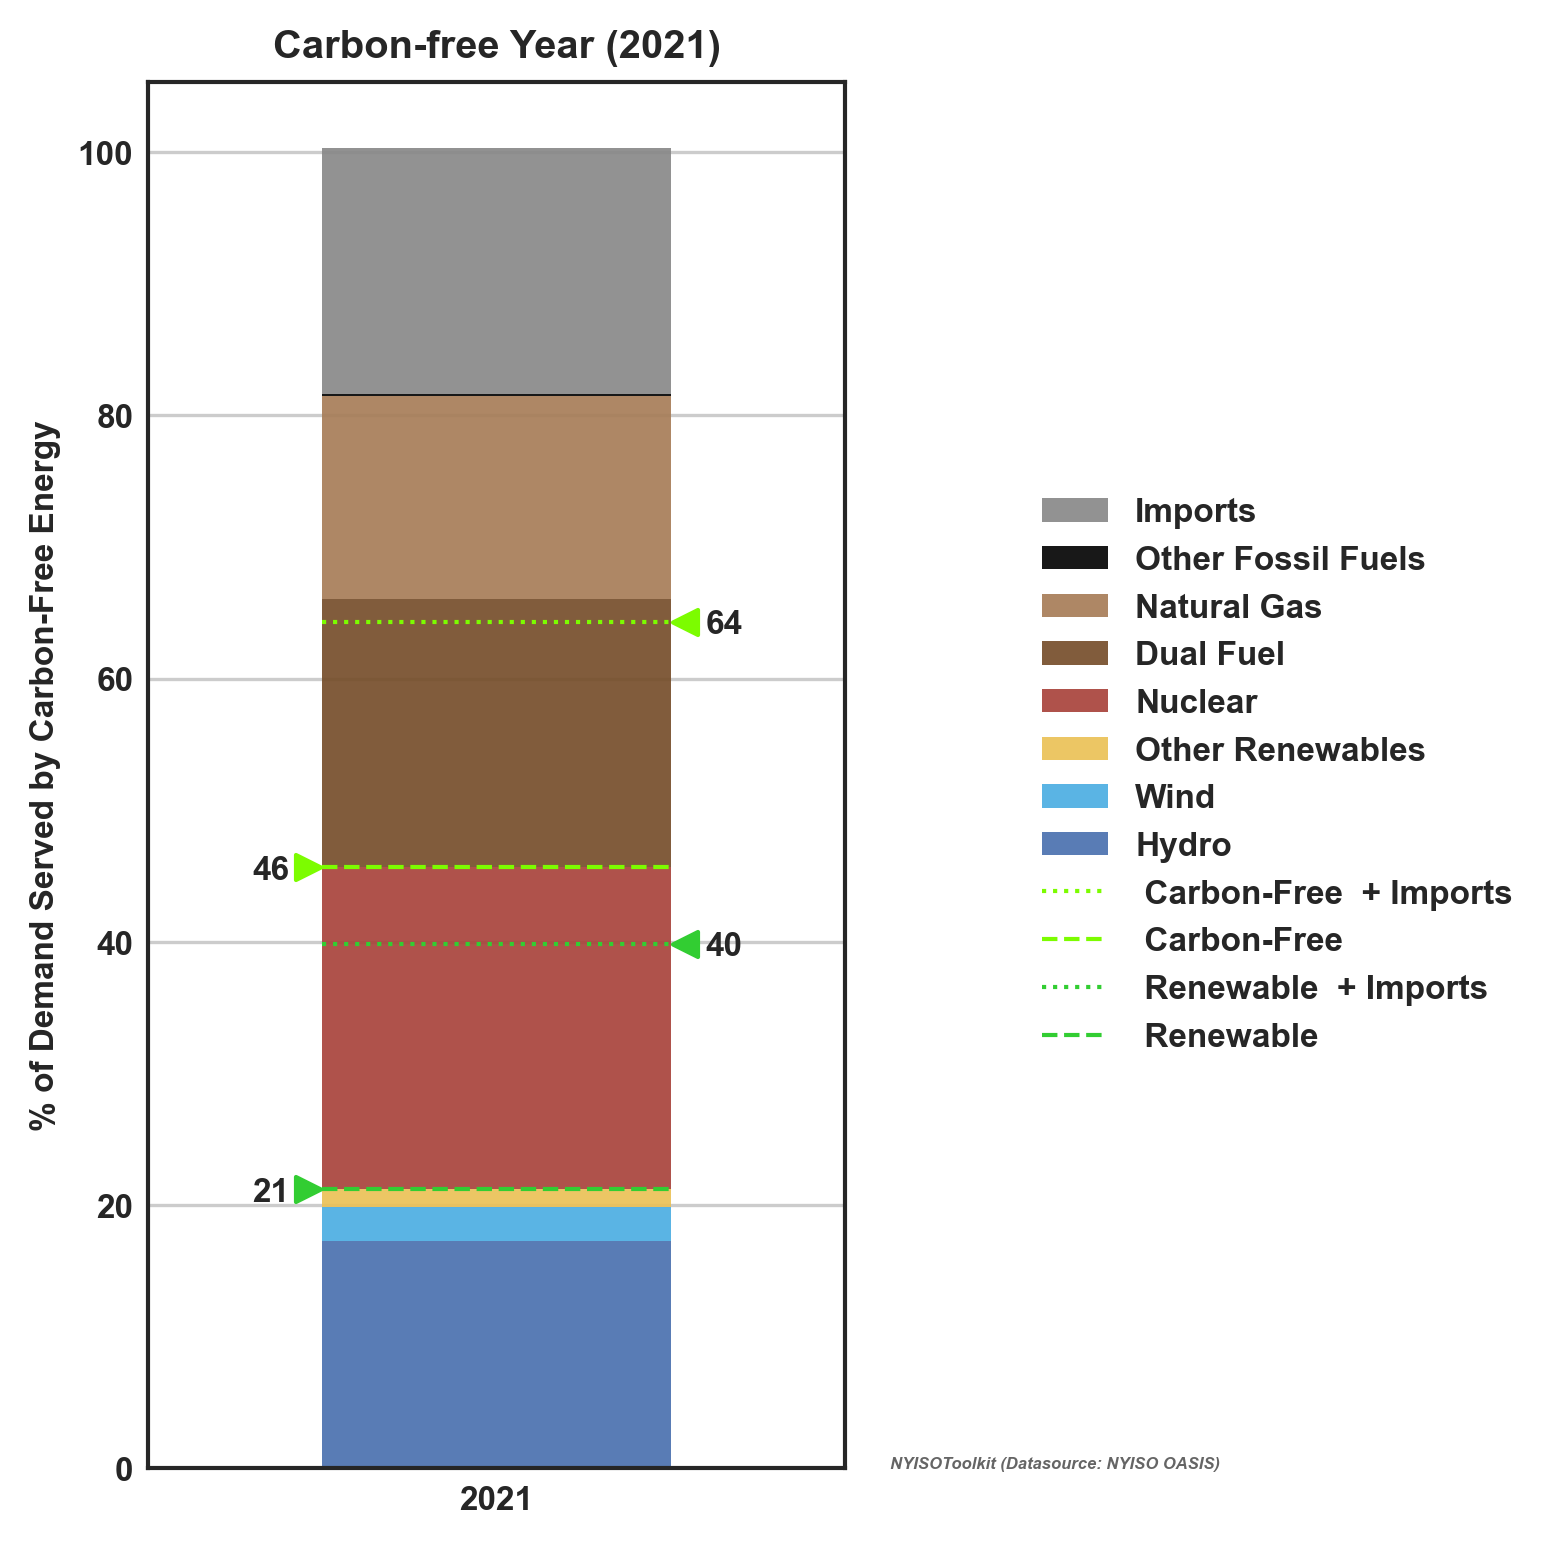 Carbon-free Year (2021)
% of Demand Served by Carbon-Free Energy
100
80
60
40
20
0
64
46
40
21
2021
Imports
Other Fossil Fuels
Natural Gas
Dual Fuel
Nuclear
Other Renewables
Wind
Hydro
Carbon-Free + Imports
Carbon-Free
Renewable + Imports
Renewable
NYISOToolkit (Datasource: NYISO OASIS)